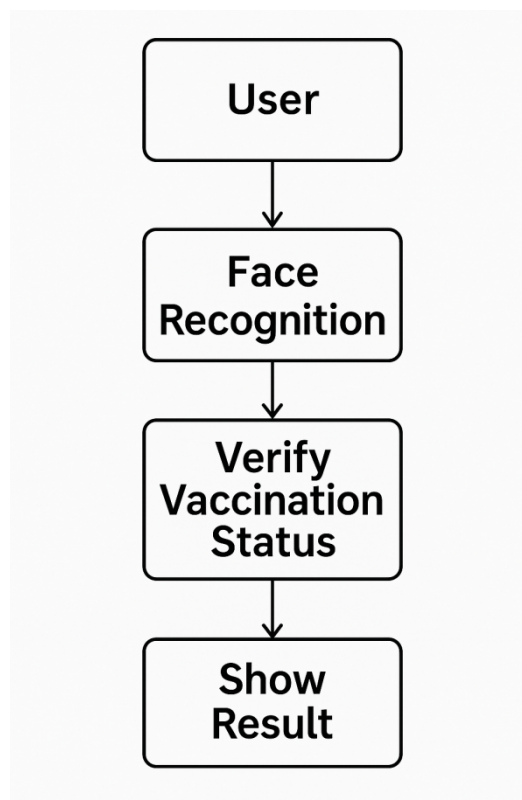 User
Face
Recognition
Verify
Vaccination
Status
Show
Result